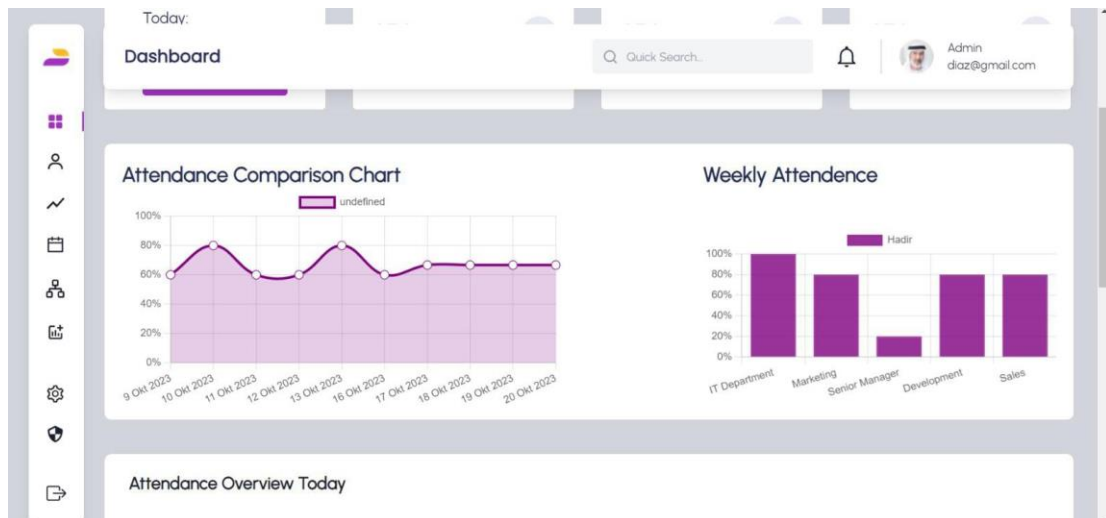 Today:
Dashboard
Quick Search..
Admin
diaz@gmail.com
Attendance Comparison Chart
undefined
100%
80%
60%
40%
20%
0%
9 Okt 2023
10 Okt 2023
11 Okt 2023
12 Okt 2023
13 Okt 2023
16 Okt 2023
17 Okt 2023
18 Okt 2023
19 Okt 2023
20 Okt 2023
Weekly Attendence
Hadir
100%
80%
60%
40%
20%
0%
IT Department
Marketing
Senior Manager
Development
Sales
Attendance Overview Today